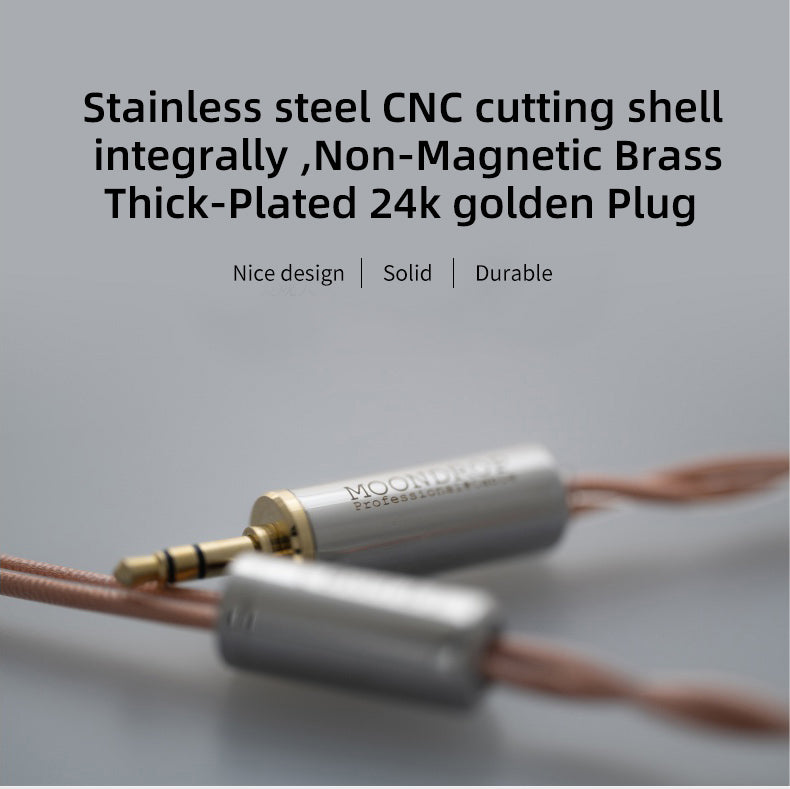 Stainless steel CNC cutting shell
integrally ,Non-Magnetic Brass
Thick-Plated 24k golden Plug
Nice design | Solid | Durable
MOONDROP
Professional